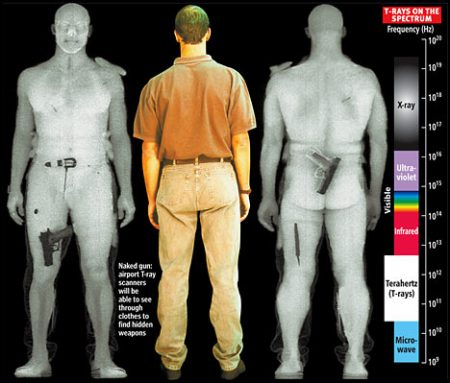 T-RAYS ON THE
SPECTRUM
Frequency (Hz)
10²⁰
10¹⁹
10¹⁸
X-ray
10¹⁷
10¹⁶
Ultra-
violet
10¹⁵
Visible
10¹⁴
Infrared
10¹³
10¹²
Terahertz
(T-rays)
10¹¹
10¹⁰
Micro-
wave
10⁹
Naked gun:
airport T-ray
scanners
will be
able to see
through
clothes to
find hidden
weapons